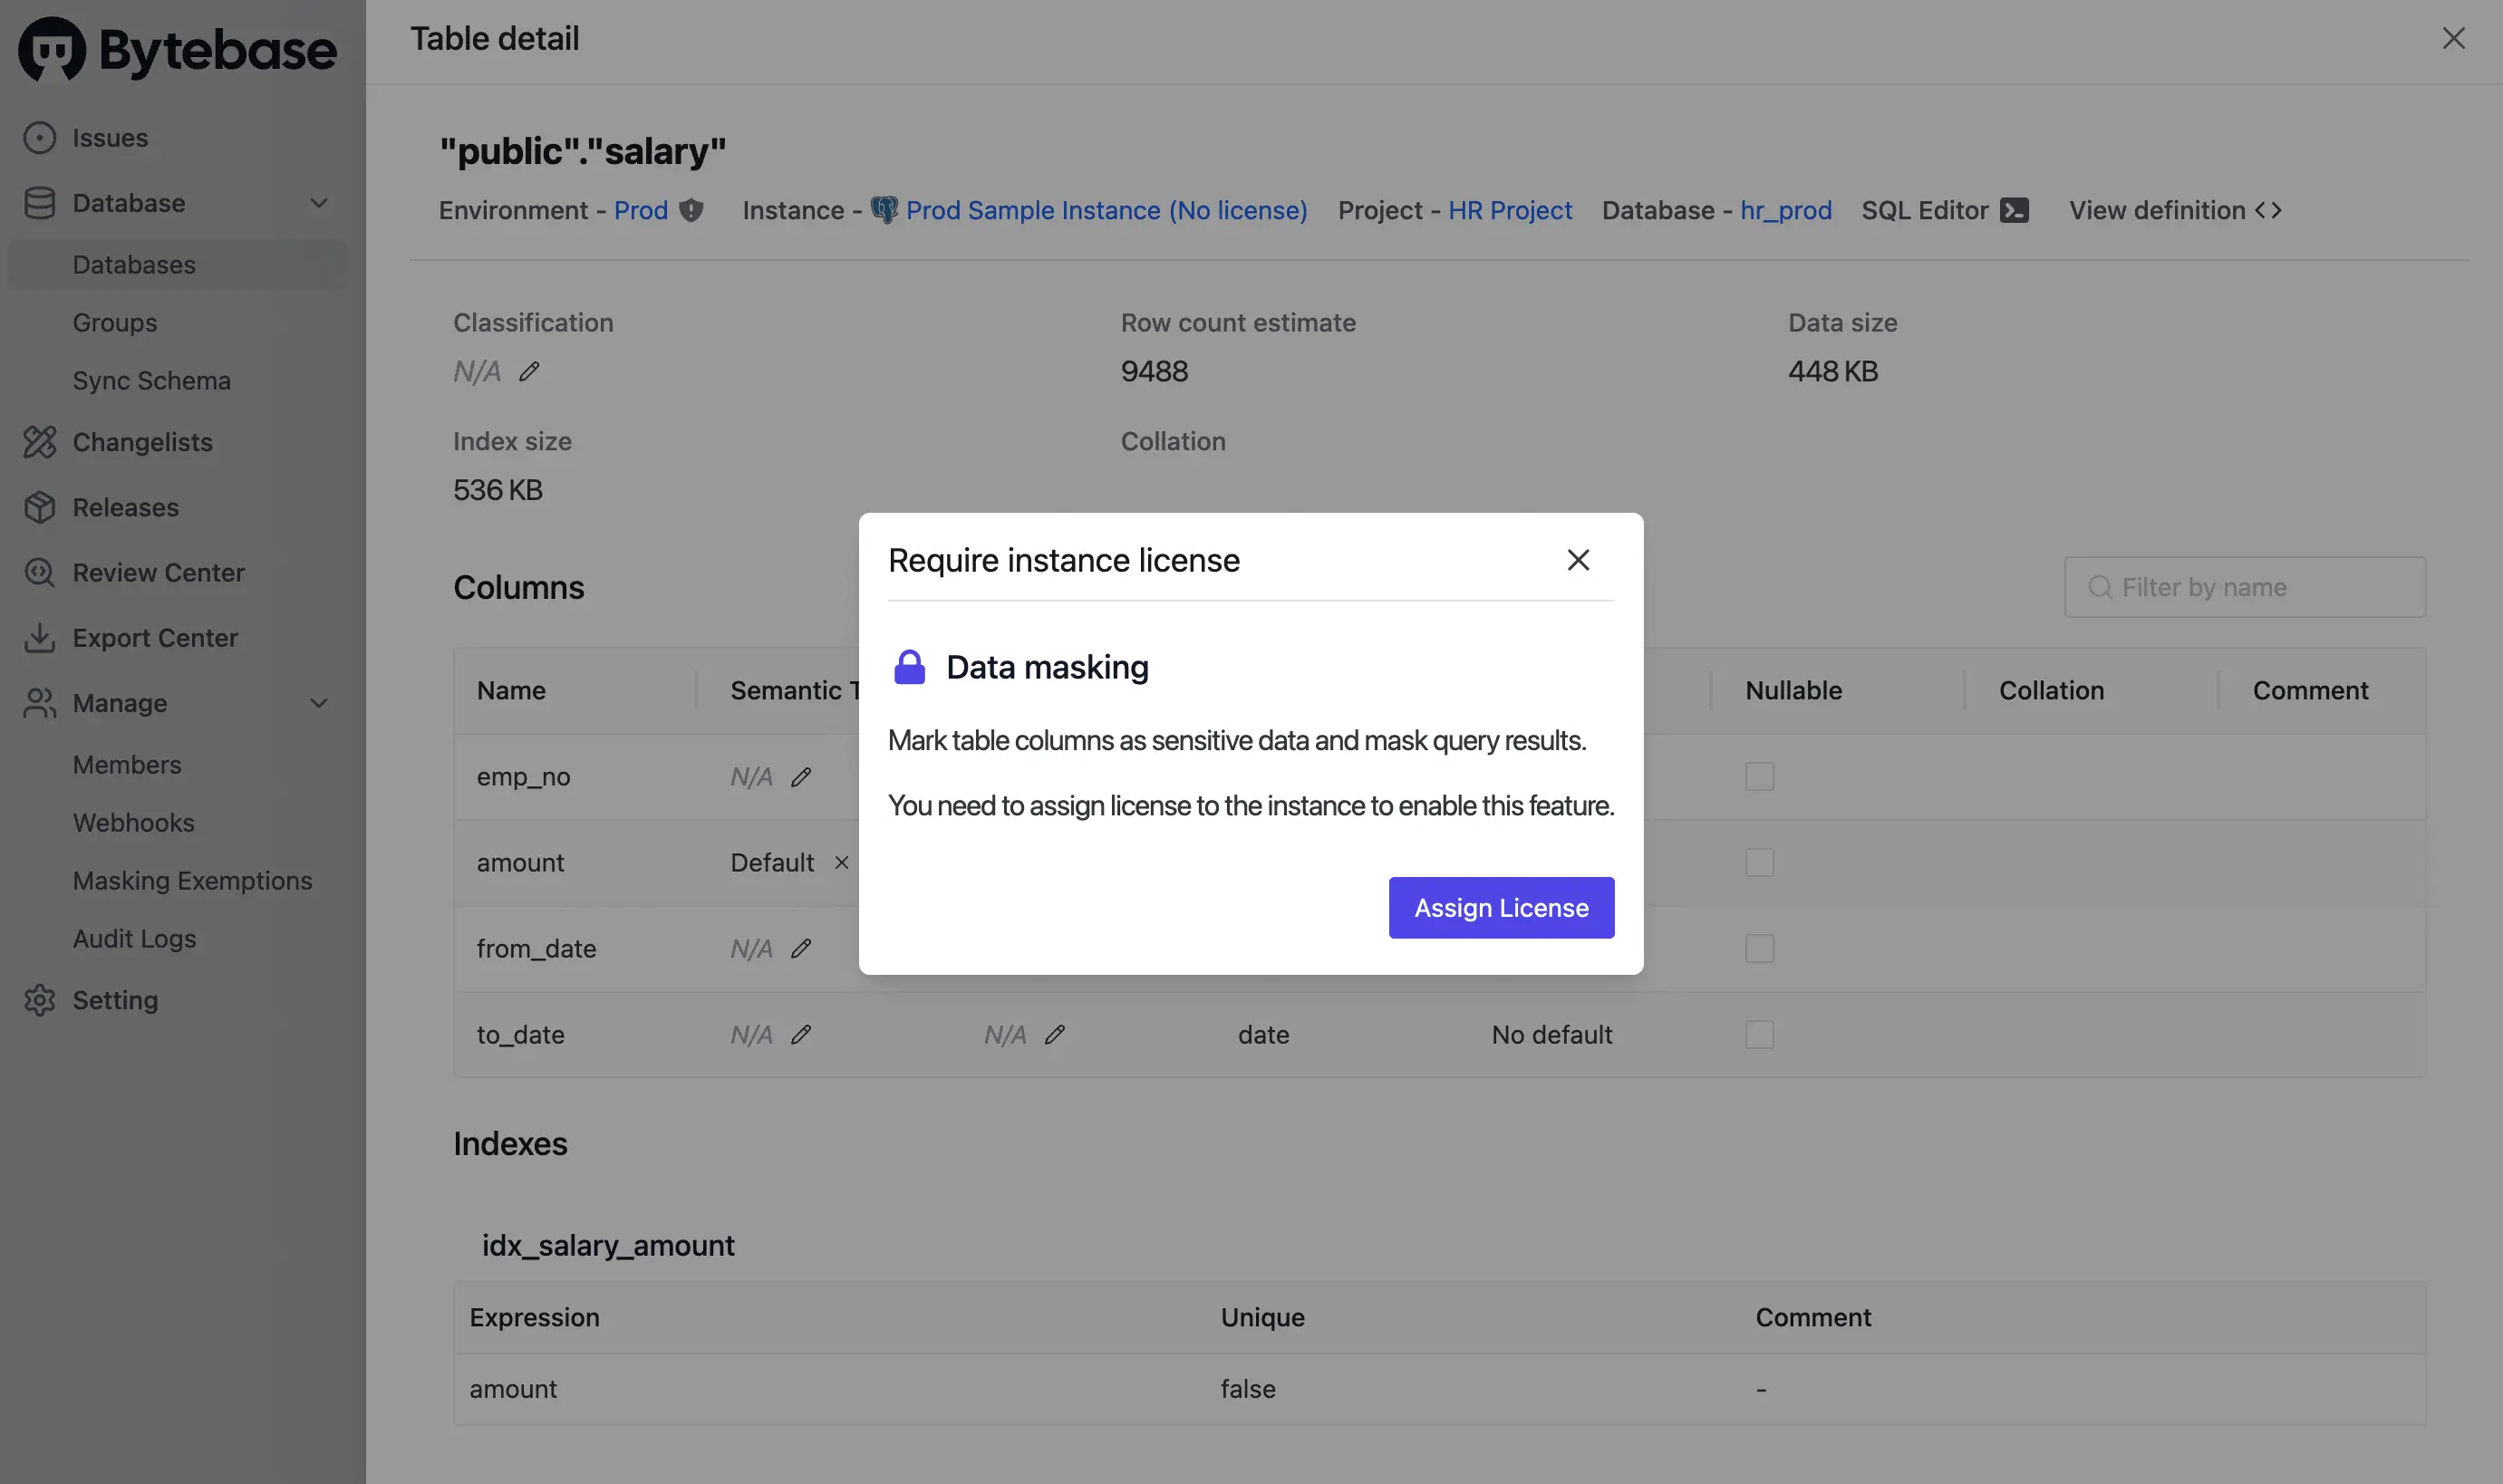 Bytebase
Issues
Database
Databases
Groups
Sync Schema
Changelists
Releases
Review Center
Export Center
Manage
Members
Webhooks
Masking Exemptions
Audit Logs
Setting
Table detail
"public"."salary"
Environment - Prod Instance - Prod Sample Instance (No license) Project - HR Project Database - hr_prod SQL Editor View definition
Classification Row count estimate Data size
N/A 9488 448 KB
Index size Collation
536 KB
Columns Filter by name
Name Semantic T Nullable Collation Comment
emp_no N/A
amount Default
from_date N/A
to_date N/A N/A date No default
Require instance license
Data masking
Mark table columns as sensitive data and mask query results.
You need to assign license to the instance to enable this feature.
Assign License
Indexes
idx_salary_amount
Expression Unique Comment
amount false -